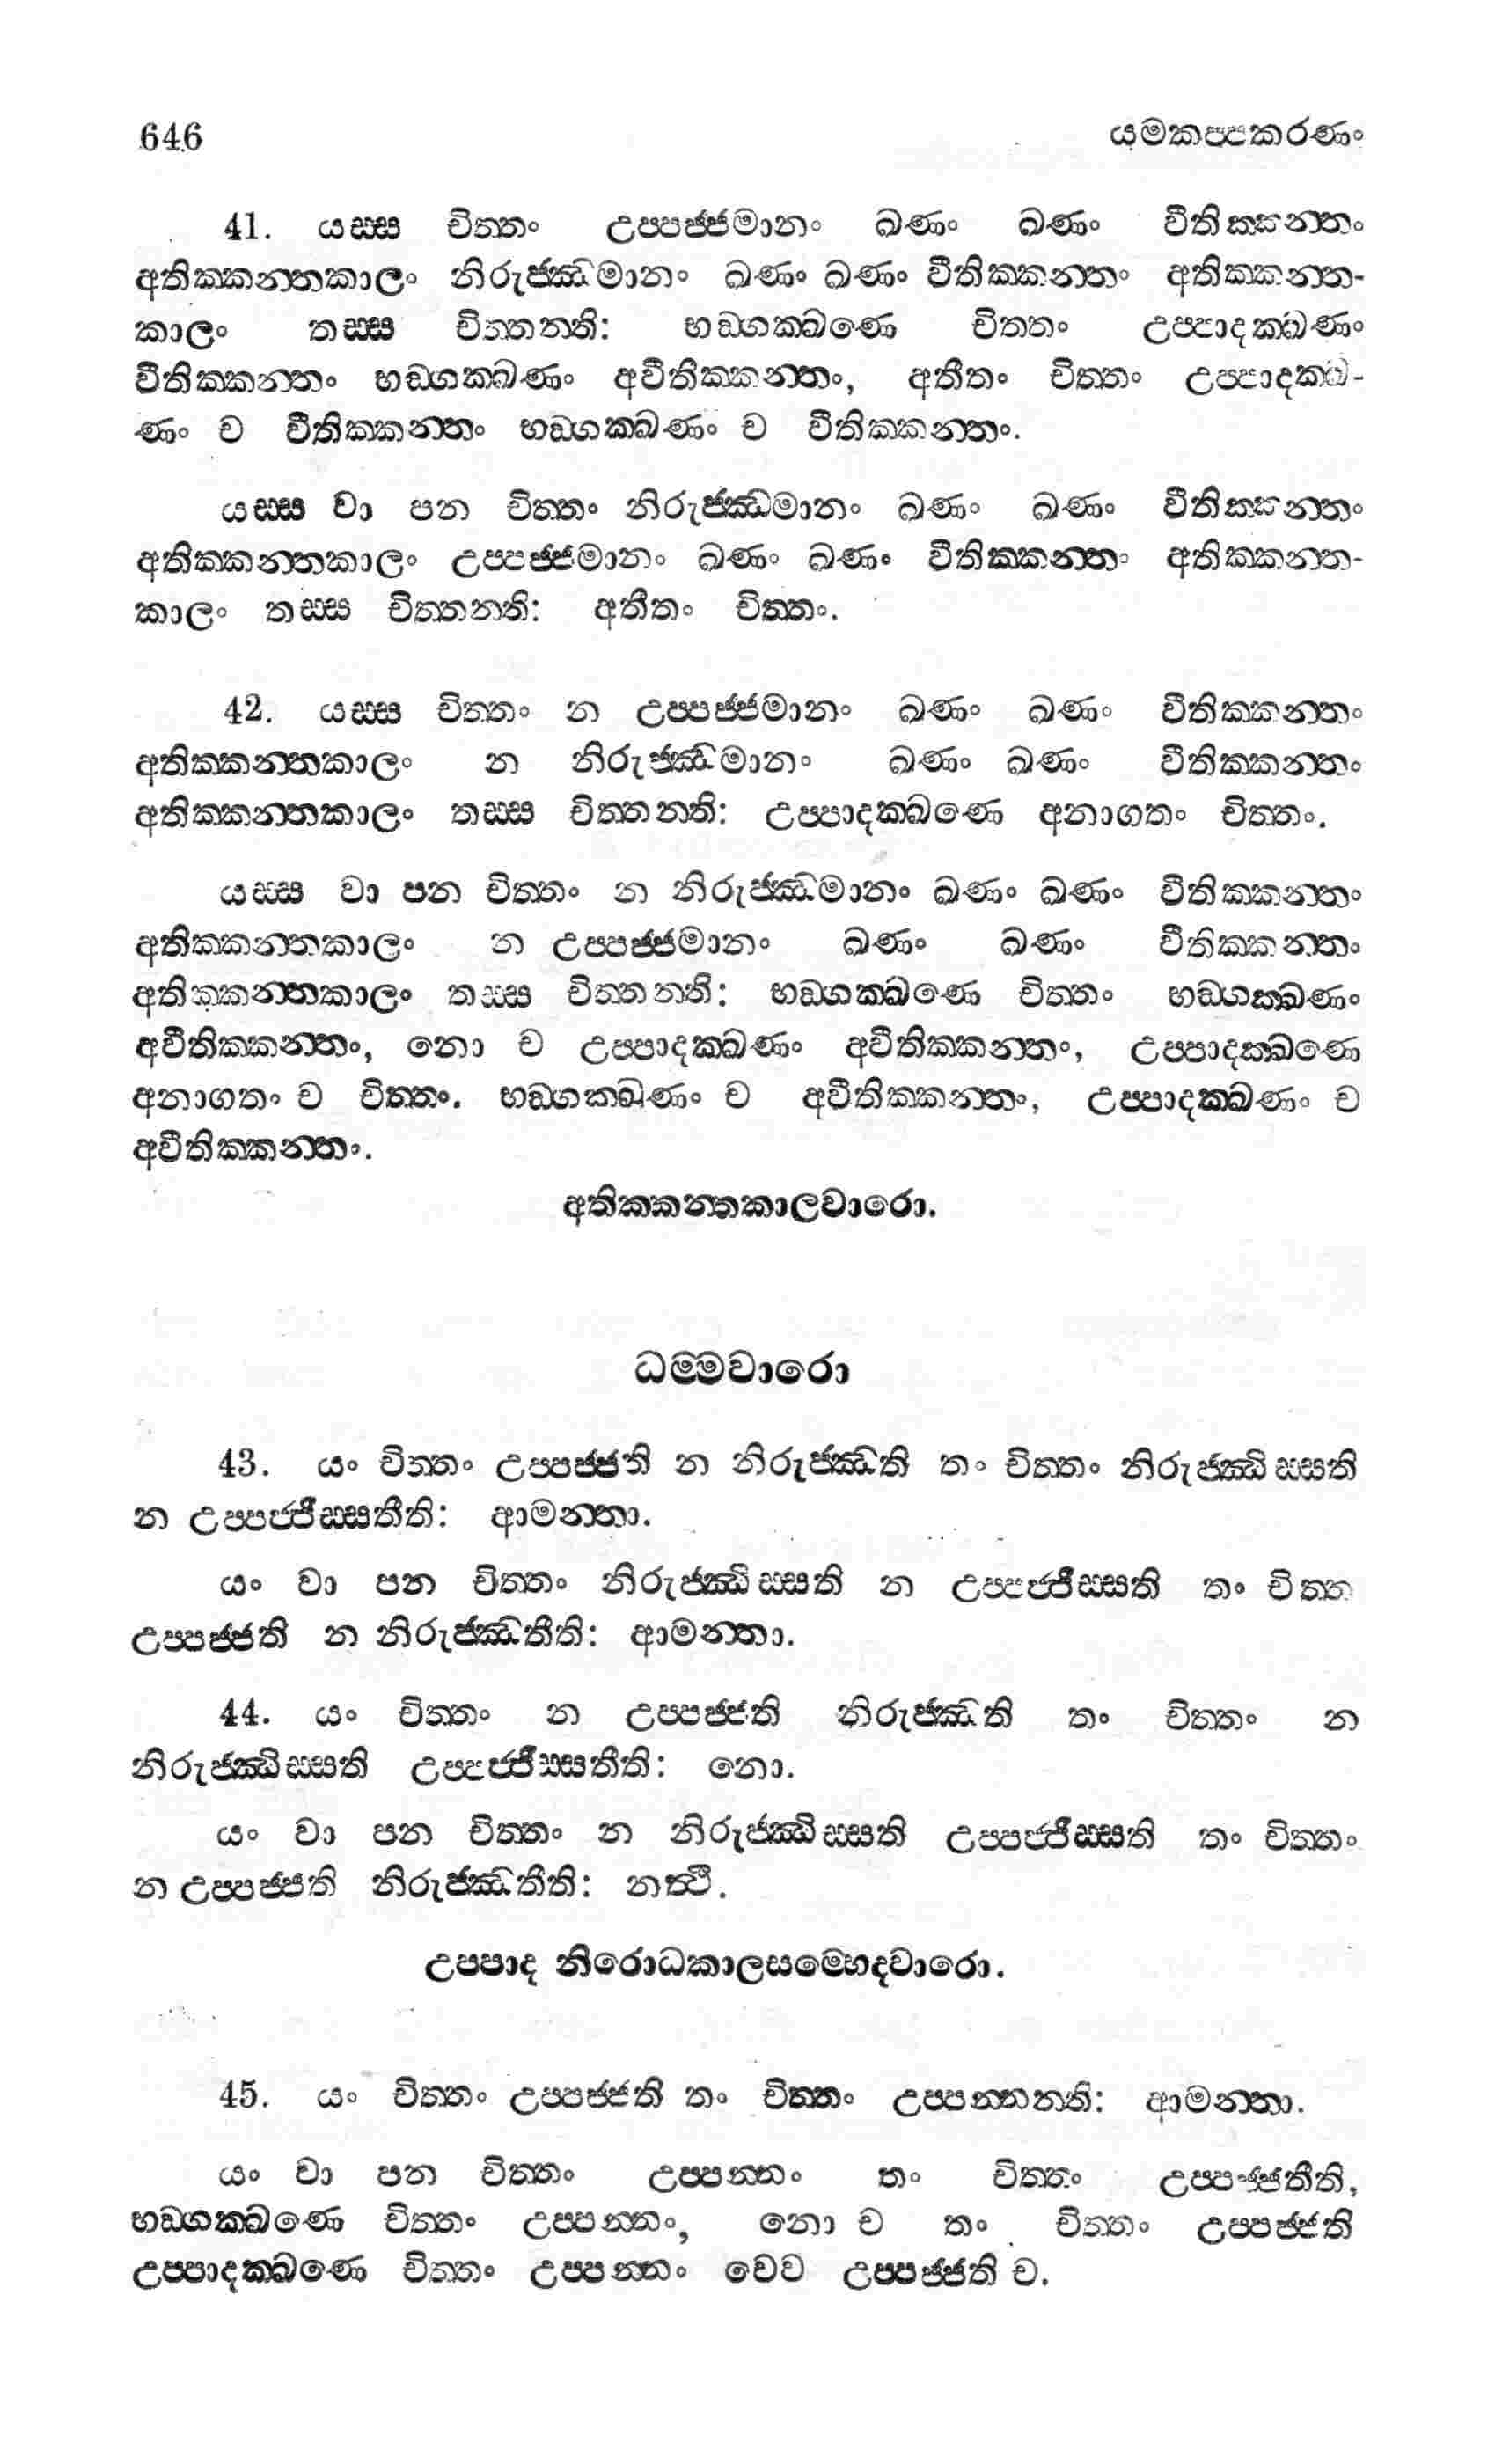 646 යමකප්පකරණං
41. යස්ස චිත්තං උප්පජ්ජමානං ඛණං ඛණං වීතික්කන්තං
අතික්කන්තකාලං නිරුජ්ඣමානං ඛණං ඛණං වීතික්කන්තං අතික්කන්ත-
කාලං තස්ස චිත්තන්ති: භඞ්ගක්ඛණෙ චිත්තං උප්පාදක්ඛණං
වීතික්කන්තං භඞ්ගක්ඛණං අවීතික්කන්තං, අතීතං චිත්තං උප්පාදක්ඛ-
ණං ච වීතික්කන්තං භඞ්ගක්ඛණං ච වීතික්කන්තං.
යස්ස වා පන චිත්තං නිරුජ්ඣමානං ඛණං ඛණං වීතික්කන්තං
අතික්කන්තකාලං උප්පජ්ජමානං ඛණං ඛණං වීතික්කන්තං අතික්කන්ත-
කාලං තස්ස චිත්තන්ති: අතීතං චිත්තං.
42. යස්ස චිත්තං න උප්පජ්ජමානං ඛණං ඛණං වීතික්කන්තං
අතික්කන්තකාලං න නිරුජ්ඣමානං ඛණං ඛණං වීතික්කන්තං
අතික්කන්තකාලං තස්ස චිත්තන්ති: උප්පාදක්ඛණෙ අනාගතං චිත්තං.
යස්ස වා පන චිත්තං න නිරුජ්ඣමානං ඛණං ඛණං වීතික්කන්තං
අතික්කන්තකාලං න උප්පජ්ජමානං ඛණං ඛණං වීතික්කන්තං
අතික්කන්තකාලං තස්ස චිත්තන්ති: භඞ්ගක්ඛණෙ චිත්තං භඞ්ගක්ඛණං
අවීතික්කන්තං, නො ච උප්පාදක්ඛණං අවීතික්කන්තං, උප්පාදක්ඛණෙ
අනාගතං ච චිත්තං. භඞ්ගක්ඛණං ච අවීතික්කන්තං, උප්පාදක්ඛණං ච
අවීතික්කන්තං.
අතික්කන්තකාලවාරො.
ධම්මවාරො
43. යං චිත්තං උප්පජ්ජති න නිරුජ්ඣති තං චිත්තං නිරුජ්ඣිස්සති
න උප්පජ්ජිස්සතීති: ආමන්තා.
යං වා පන චිත්තං නිරුජ්ඣිස්සති න උප්පජ්ජිස්සති තං චිත්ත
උප්පජ්ජති න නිරුජ්ඣතීති: ආමන්තා.
44. යං චිත්තං න උප්පජ්ජති නිරුජ්ඣති තං චිත්තං න
නිරුජ්ඣිස්සති උප්පජ්ජිස්සතීති: නො.
යං වා පන චිත්තං න නිරුජ්ඣිස්සති උප්පජ්ජිස්සති තං චිත්තං
න උප්පජ්ජති නිරුජ්ඣතීති: නත්ථි.
උප්පාද නිරොධකාලසම්භෙදවාරො.
45. යං චිත්තං උප්පජ්ජති තං චිත්තං උප්පන්නන්ති: ආමන්තා.
යං වා පන චිත්තං උප්පන්නං තං චිත්තං උප්පජ්ජතීති,
භඞ්ගක්ඛණෙ චිත්තං උප්පන්නං, නො ච තං චිත්තං උප්පජ්ජති
උප්පාදක්ඛණෙ චිත්තං උප්පන්නං චෙව උප්පජ්ජති ච.